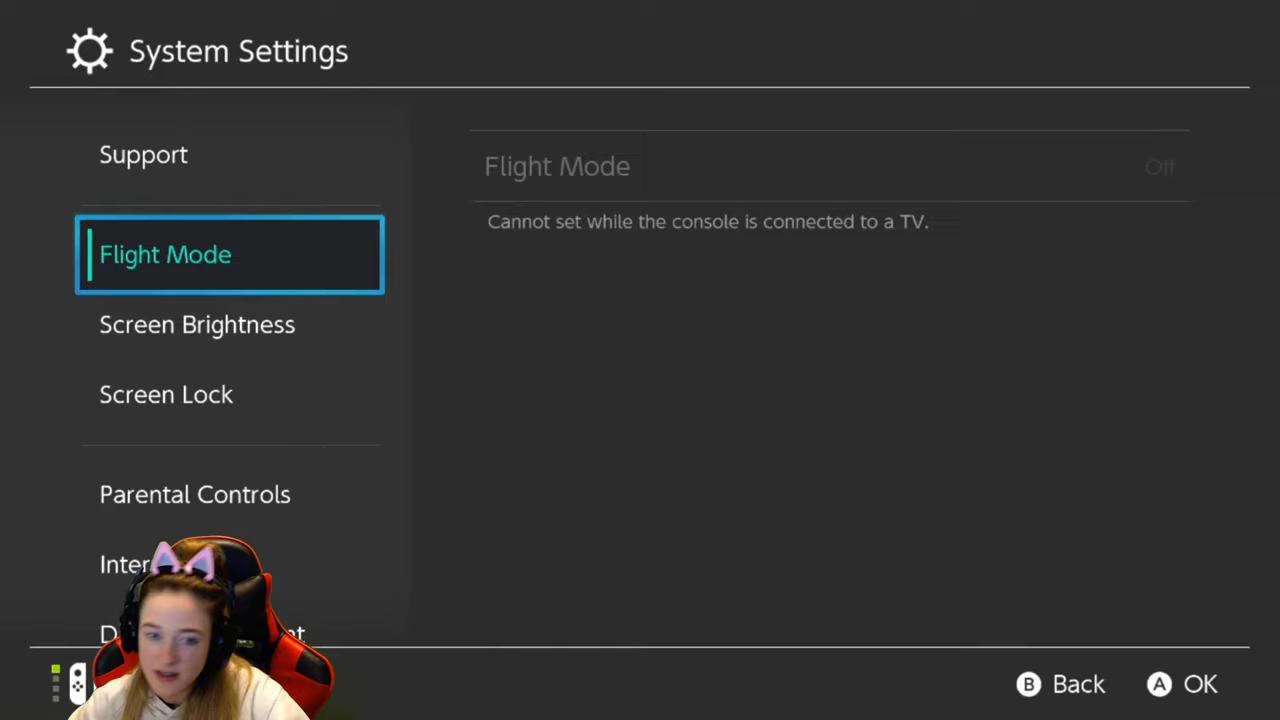 System Settings
Support
Flight Mode
Screen Brightness
Screen Lock
Parental Controls
Flight Mode Off
Cannot set while the console is connected to a TV.
B Back A OK